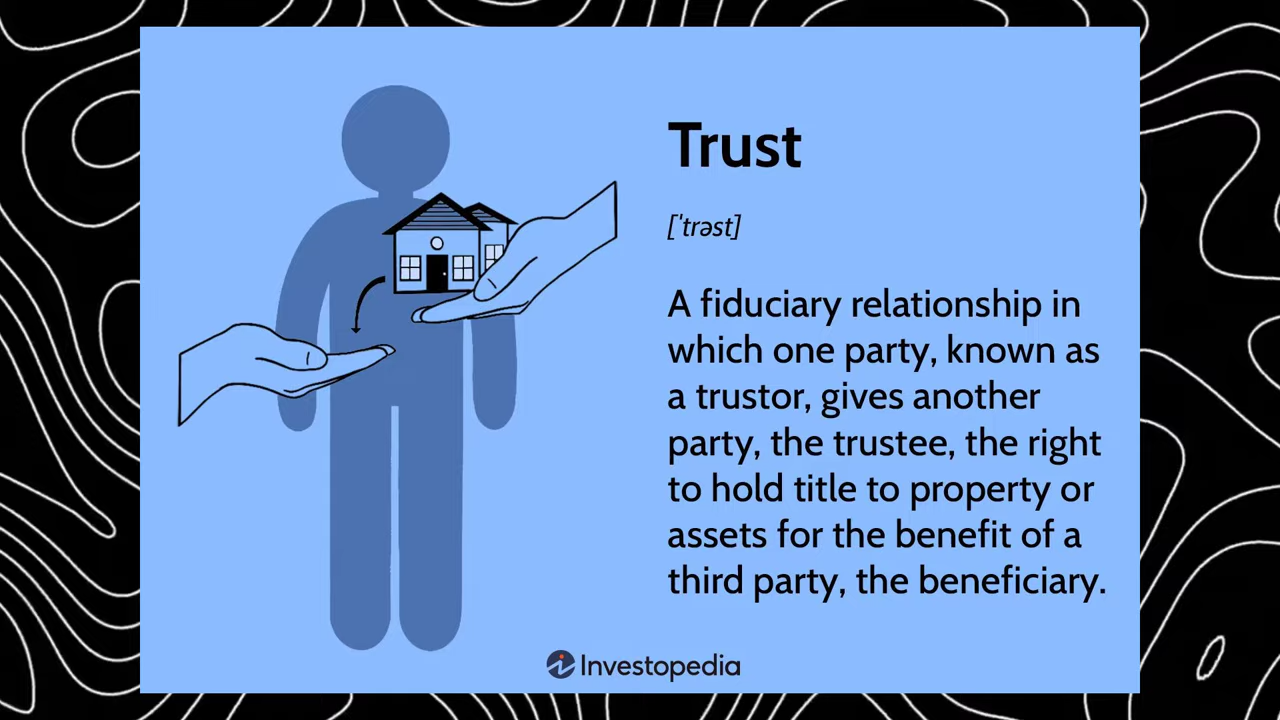 Trust
[ˈtrəst]
A fiduciary relationship in
which one party, known as
a trustor, gives another
party, the trustee, the right
to hold title to property or
assets for the benefit of a
third party, the beneficiary.
Investopedia